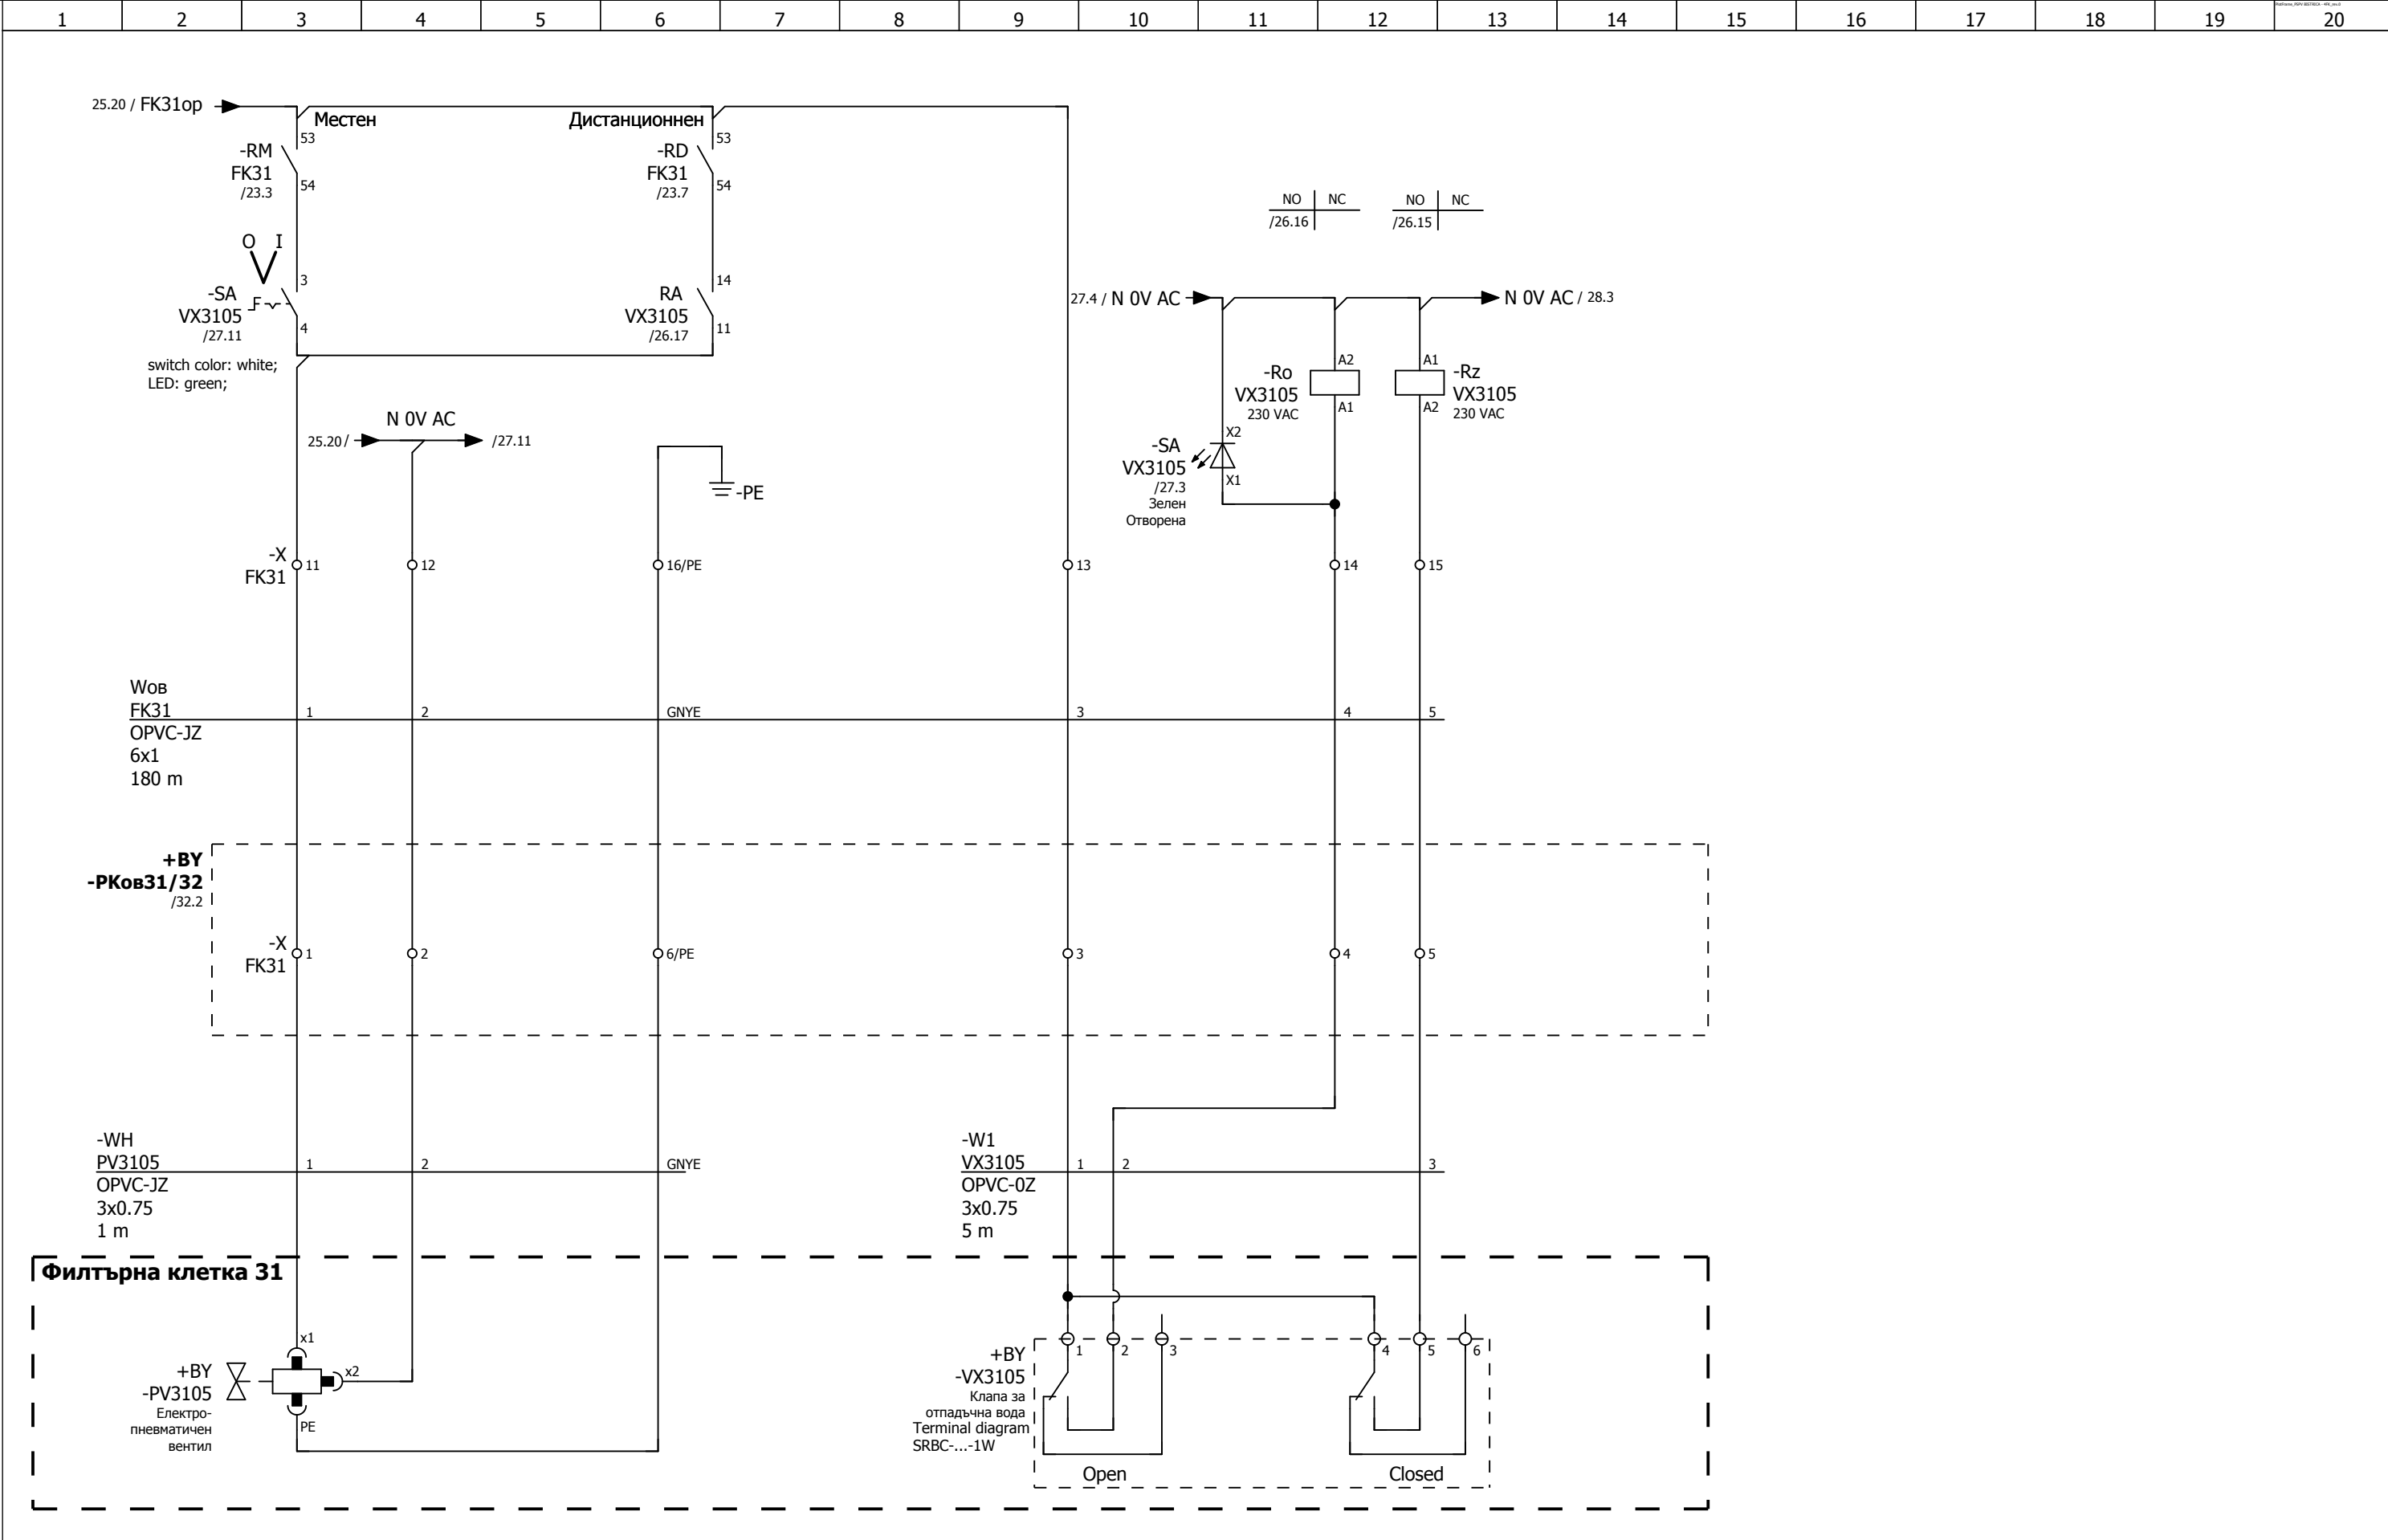 1 2 3 4 5 6 7 8 9 10 11 12 13 14 15 16 17 18 19 20
25.20 / FK31op
Местен
Дистанционнен
53
-RM
FK31
/23.3
54
53
-RD
FK31
/23.7
54
NO NC
/26.16
NO NC
/26.15
O I
3
-SA
VX3105
/27.11
4
switch color: white;
LED: green;
14
RA
VX3105
/26.17
11
27.4 / N 0V AC
N 0V AC / 28.3
A2
-Ro
VX3105
230 VAC
A1
A1
-Rz
VX3105
230 VAC
A2
N 0V AC
25.20 /
/27.11
-PE
X2
-SA
VX3105
/27.3
Зелен
Отворена
X1
-X
FK31
11
12
16/PE
13
14
15
Wов
FK31
OPVC-JZ
6x1
180 m
1
2
GNYE
3
4
5
+BY
-РКов31/32
/32.2
-X
FK31
1
2
6/PE
3
4
5
-WH
PV3105
OPVC-JZ
3x0.75
1 m
1
2
GNYE
-W1
VX3105
OPVC-0Z
3x0.75
5 m
1
2
3
Филтърна клетка 31
x1
x2
+BY
-PV3105
Електро-
пневматичен
вентил
PE
+BY
-VX3105
Клапа за
отпадъчна вода
Terminal diagram
SRBC-...-1W
1
2
3
4
5
6
Open
Closed